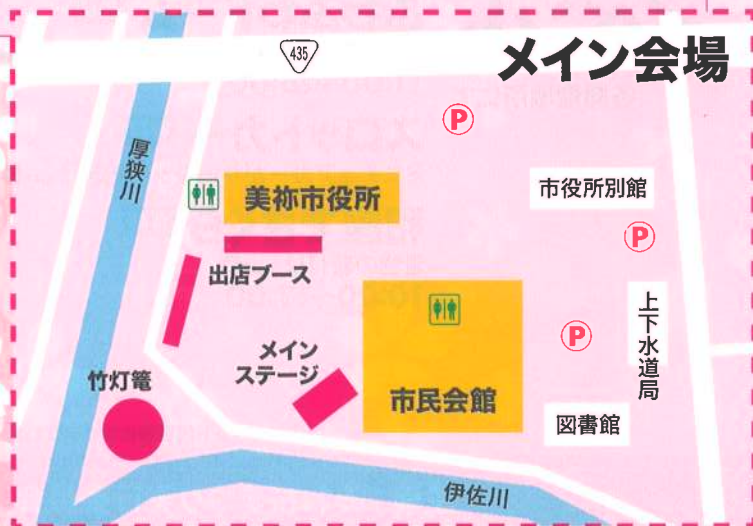 メイン会場
435
P
厚狭川
美祢市役所
市役所別館
P
出店ブース
上下水道局
P
メイン
ステージ
竹灯篭
市民会館
図書館
伊佐川